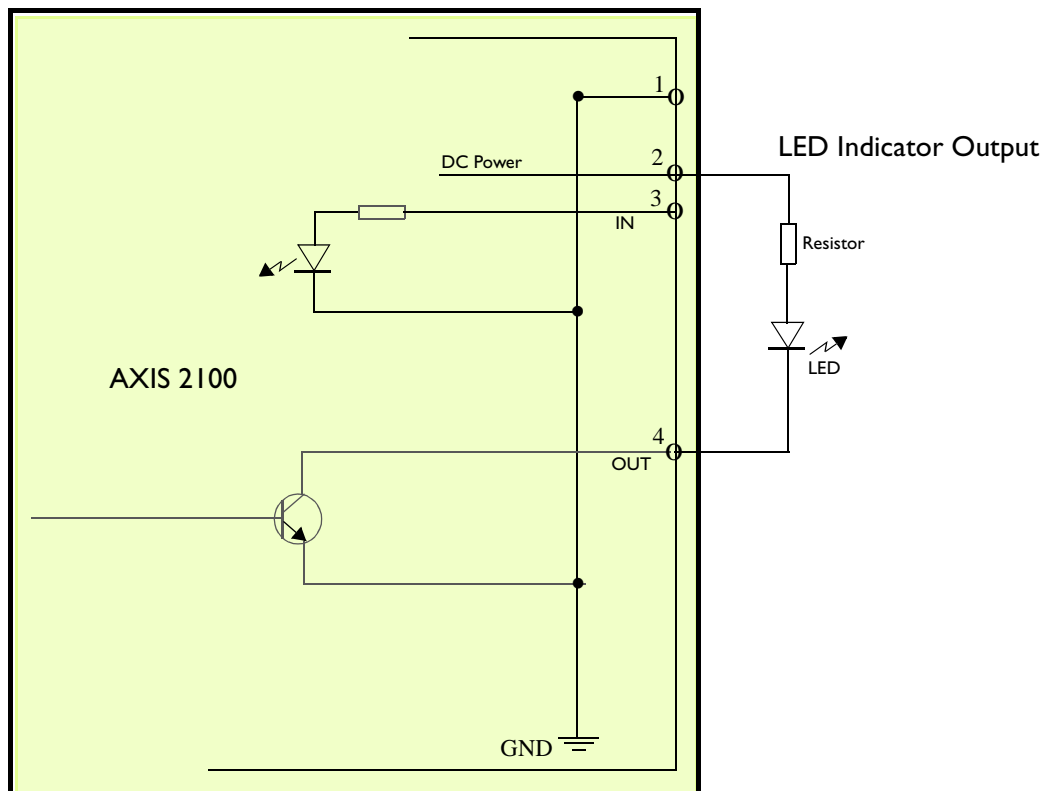 1
LED Indicator Output
DC Power
2
3
IN
Resistor
LED
AXIS 2100
4
OUT
GND